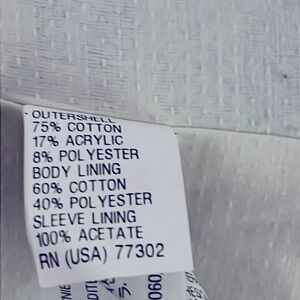 OUTERSHELL
75% COTTON
17% ACRYLIC
8% POLYESTER
BODY LINING
60% COTTON
40% POLYESTER
SLEEVE LINING
100% ACETATE
RN (USA) 77302